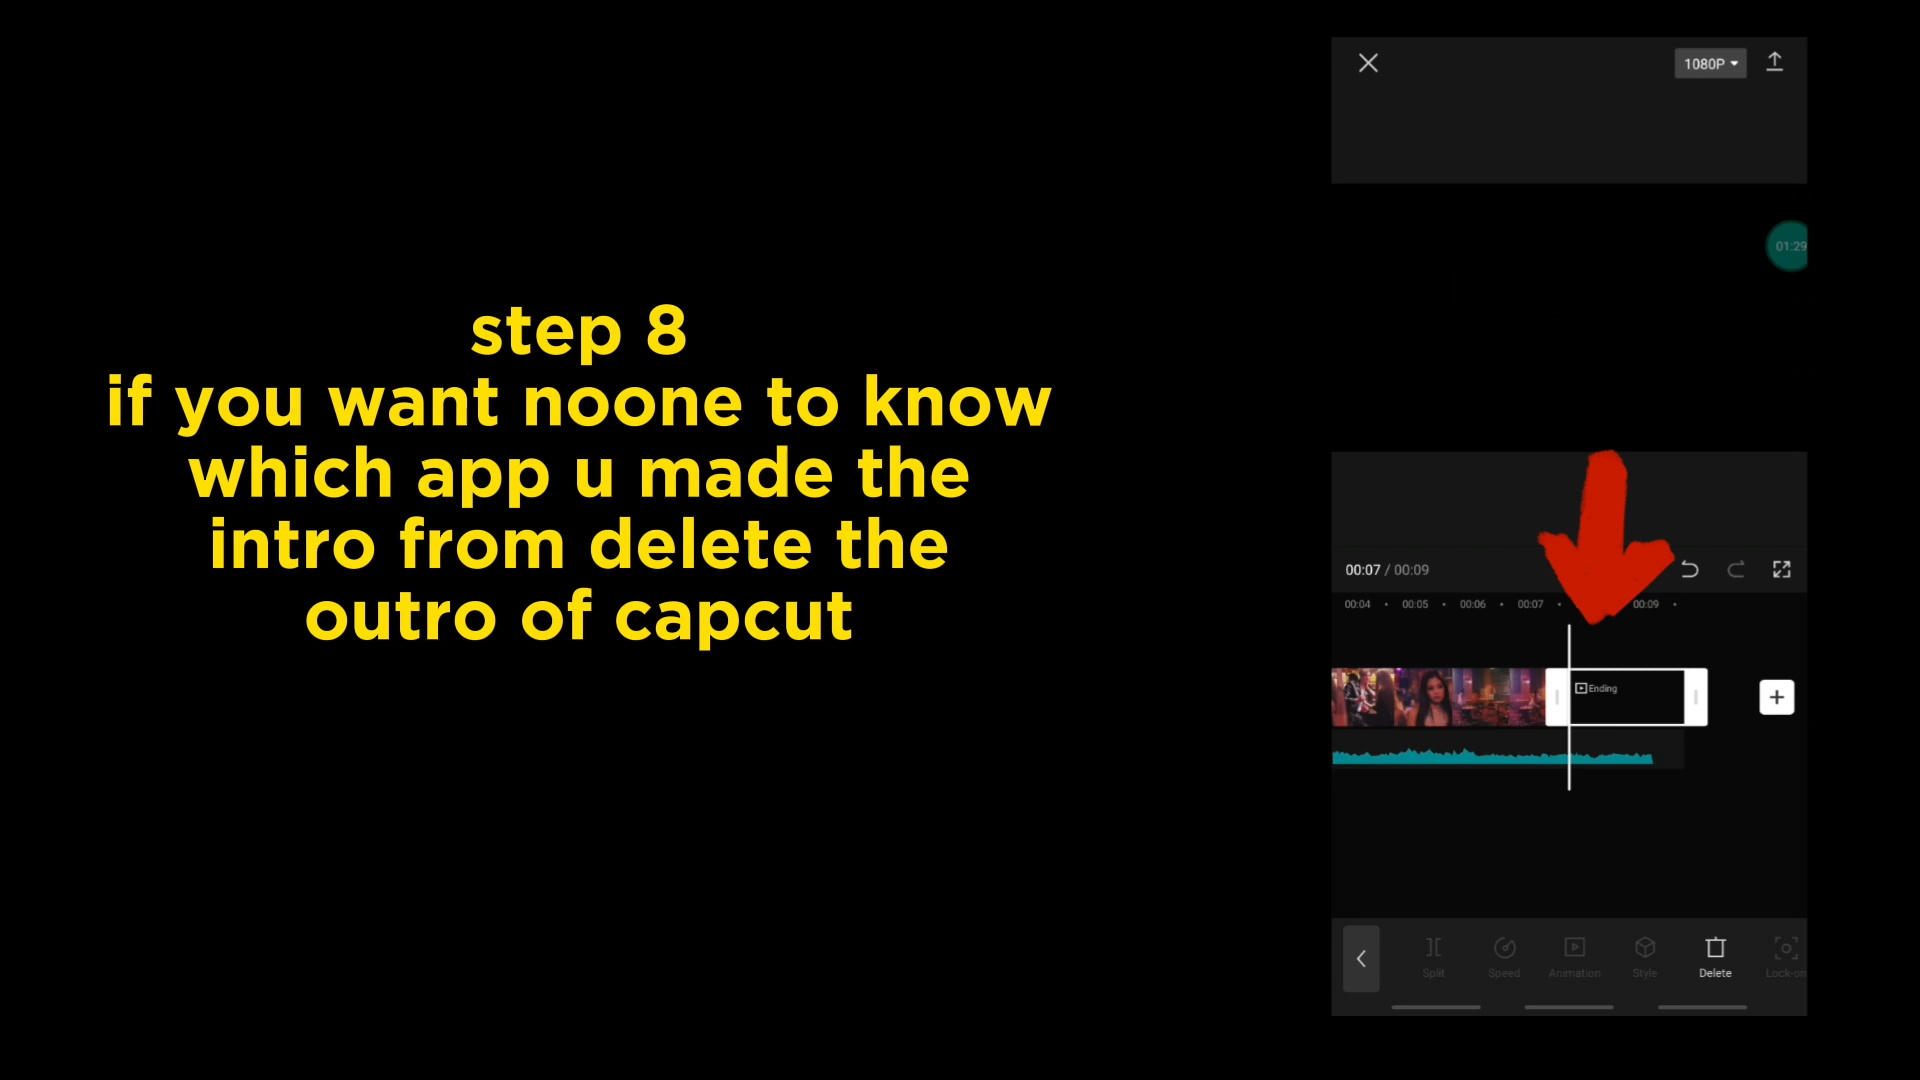 step 8
if you want noone to know
which app u made the
intro from delete the
outro of capcut
1080P
01:29
00:07 / 00:09
00:04 00:05 00:06 00:07 00:09
Ending
Split Speed Animation Style Delete Lock-on